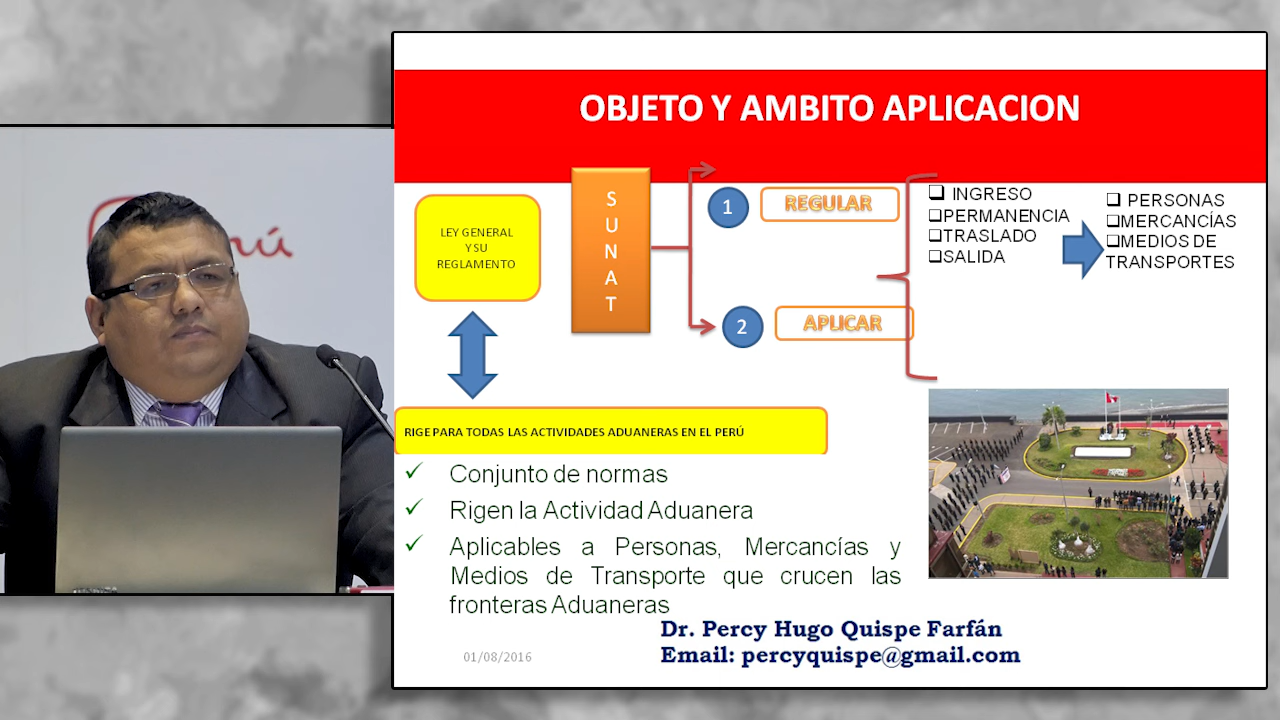 OBJETO Y AMBITO APLICACION
LEY GENERAL
Y SU
REGLAMENTO
S
U
N
A
T
1
REGULAR
2
APLICAR
❑ INGRESO
❑PERMANENCIA
❑TRASLADO
❑SALIDA
❑ PERSONAS
❑MERCANCÍAS
❑MEDIOS DE
TRANSPORTES
RIGE PARA TODAS LAS ACTIVIDADES ADUANERAS EN EL PERÚ
✓ Conjunto de normas
✓ Rigen la Actividad Aduanera
✓ Aplicables a Personas, Mercancías y
Medios de Transporte que crucen las
fronteras Aduaneras
Dr. Percy Hugo Quispe Farfán
Email: percyquispe@gmail.com
01/08/2016